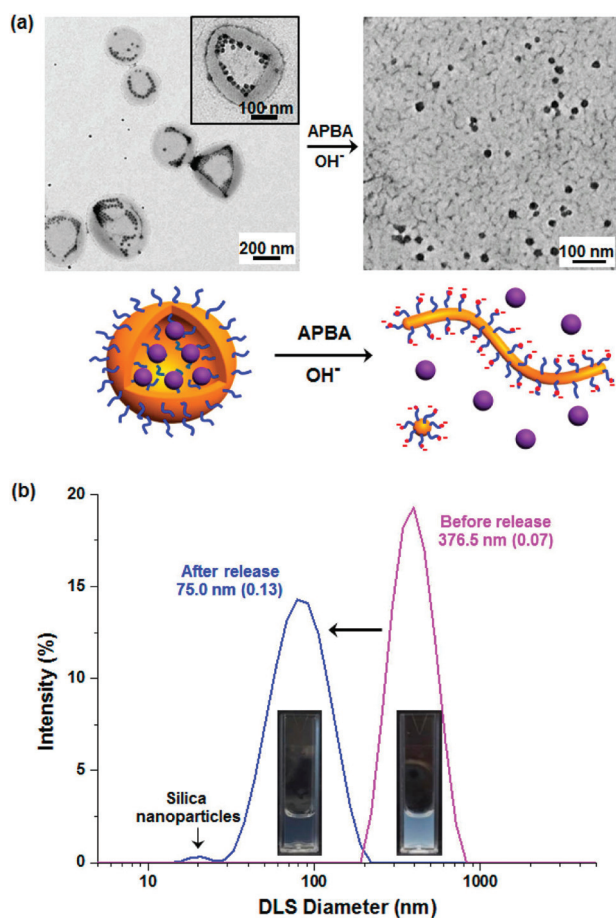 (a)
100 nm
200 nm
APBA
OH⁻
100 nm
APBA
OH⁻
(b)
Before release
376.5 nm (0.07)
After release
75.0 nm (0.13)
Silica
nanoparticles
Intensity (%)
20
15
10
5
0
10
100
1000
DLS Diameter (nm)